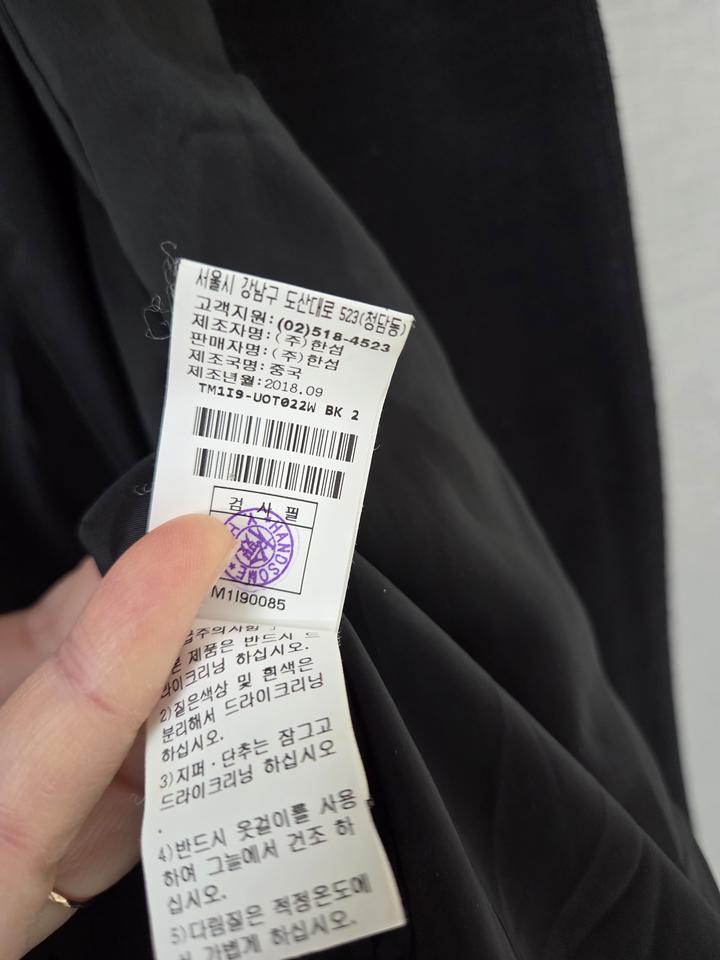 서울시 강남구 도산대로 523(청담동)
고객지원:(02)518-4523
제조자명:(주)한섬
판매자명:(주)한섬
제조국명:중국
제조년월:2018.09
TM1I9-UOT022W BK 2
검 사 필
HANDSOME
M1I90085
급주의사항
제품은 반드시 드
라이크리닝 하십시오.
2)짙은색상 및 흰색은
분리해서 드라이크리닝
하십시오.
3)지퍼·단추는 잠그고
드라이크리닝 하십시오
.
4)반드시 옷걸이를 사용
하여 그늘에서 건조 하
십시오.
5)다림질은 적정온도에
서 가볍게 하십시오.